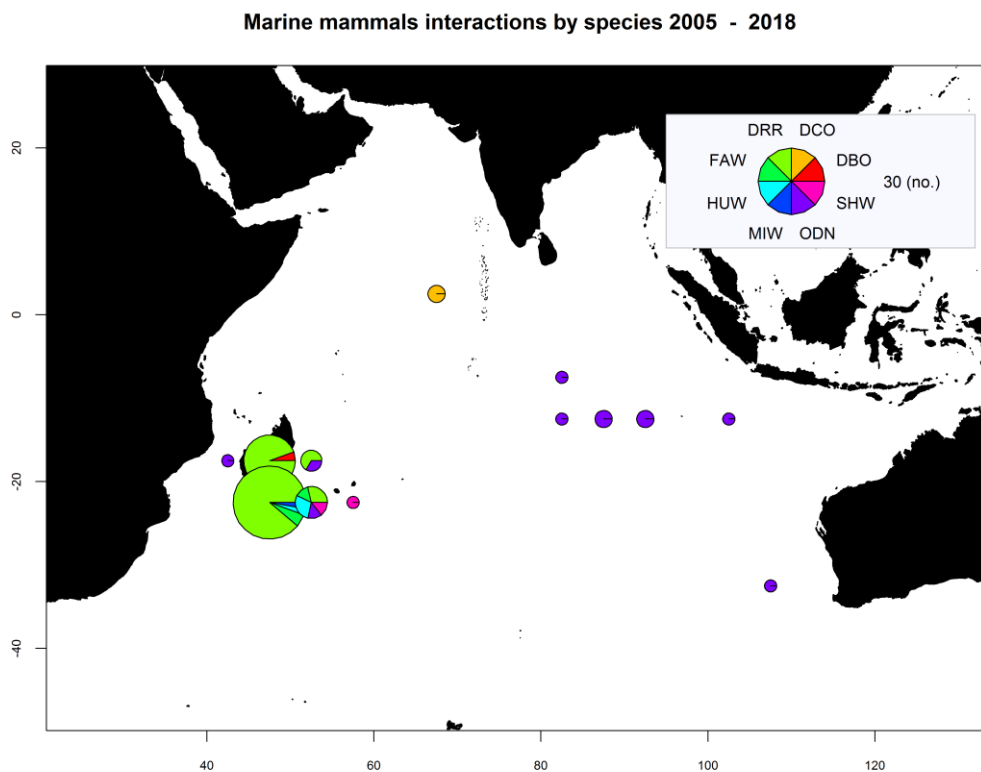 Marine mammals interactions by species 2005 - 2018
DRR DCO
FAW DBO
30 (no.)
HUW SHW
MIW ODN
20
0
-20
-40
40 60 80 100 120